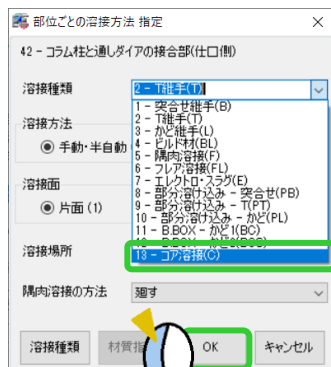 部位ごとの溶接方法 指定
42 - コラム柱と通しダイアの接合部(仕口側)
溶接種類
2 - T継手(T)
1 - 突合せ継手(B)
2 - T継手(T)
3 - かど継手(L)
4 - ビルド材(BL)
5 - 隅肉溶接(F)
6 - フレア溶接(FL)
7 - エレクトロ・スラグ(E)
8 - 部分溶け込み - 突合せ(PB)
9 - 部分溶け込み - T(PT)
10 - 部分溶け込み - かど(PL)
11 - B.BOX - かど1(BC)
13 - コア溶接(C)
溶接方法
手動・半自動
溶接面
片面 (1)
溶接場所
隅肉溶接の方法
廻す
溶接種類
材質
OK
キャンセル